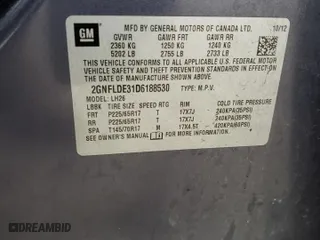 GM
MFD BY GENERAL MOTORS OF CANADA LTD. 10/12
GVWR GAWR FRT GAWR RR
2360 KG 1250 KG 1240 KG
5202 LB 2755 LB 2733 LB
THIS VEHICLE CONFORMS TO ALL APPLICABLE
U.S. FEDERAL MOTOR VEHICLE SAFETY AND
THEFT PREVENTION STANDARDS IN EFFECT ON
THE DATE OF MANUFACTURE SHOWN ABOVE.
2GNFLDE31D6188530 TYPE: M.P.V.
MODEL: LH26
TIRE SIZE SPEED RTG RIM COLD TIRE PRESSURE
FRT P225/65R17 T 17X7J 240KPA(35PSI)
RR P225/65R17 T 17X7J 240KPA(35PSI)
SPA T145/70R17 M 17X4.5T 420KPA(60PSI)
SEE OWNER'S MANUAL FOR MORE INFORMATION.
DREAMBID